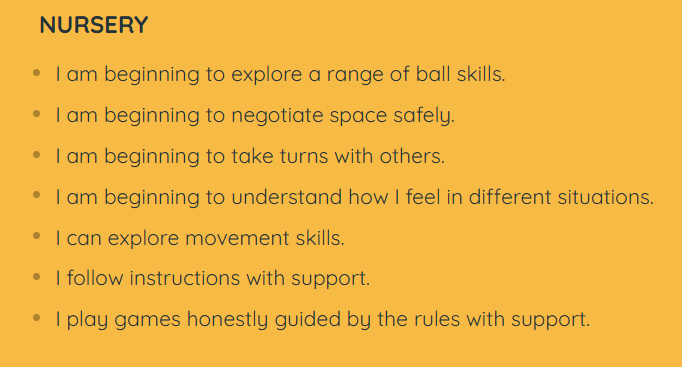 NURSERY
I am beginning to explore a range of ball skills.
I am beginning to negotiate space safely.
I am beginning to take turns with others.
I am beginning to understand how I feel in different situations.
I can explore movement skills.
I follow instructions with support.
I play games honestly guided by the rules with support.